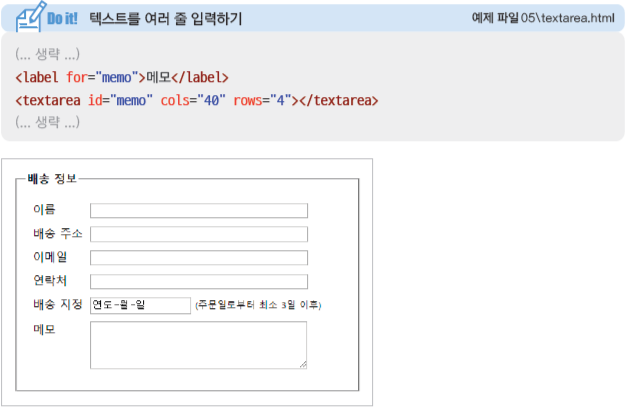 Do it! 텍스트를 여러 줄 입력하기 예제 파일 05\textarea.html
(... 생략 ...)
<label for="memo">메모</label>
<textarea id="memo" cols="40" rows="4"></textarea>
(... 생략 ...)
배송 정보
이름
배송 주소
이메일
연락처
배송 지정 연도-월-일 (주문일로부터 최소 3일 이후)
메모